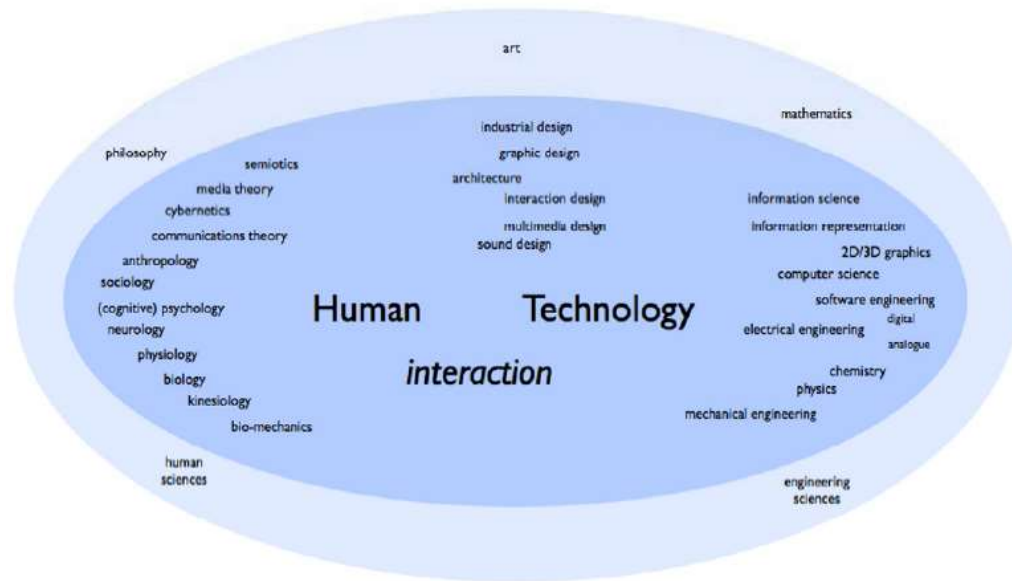 art
mathematics
philosophy
industrial design
graphic design
architecture
interaction design
multimedia design
sound design
semiotics
media theory
cybernetics
communications theory
anthropology
sociology
(cognitive) psychology
neurology
physiology
biology
kinesiology
bio-mechanics
human
sciences
Human Technology
interaction
information science
information representation
2D/3D graphics
computer science
software engineering
digital
electrical engineering
analogue
chemistry
physics
mechanical engineering
engineering
sciences